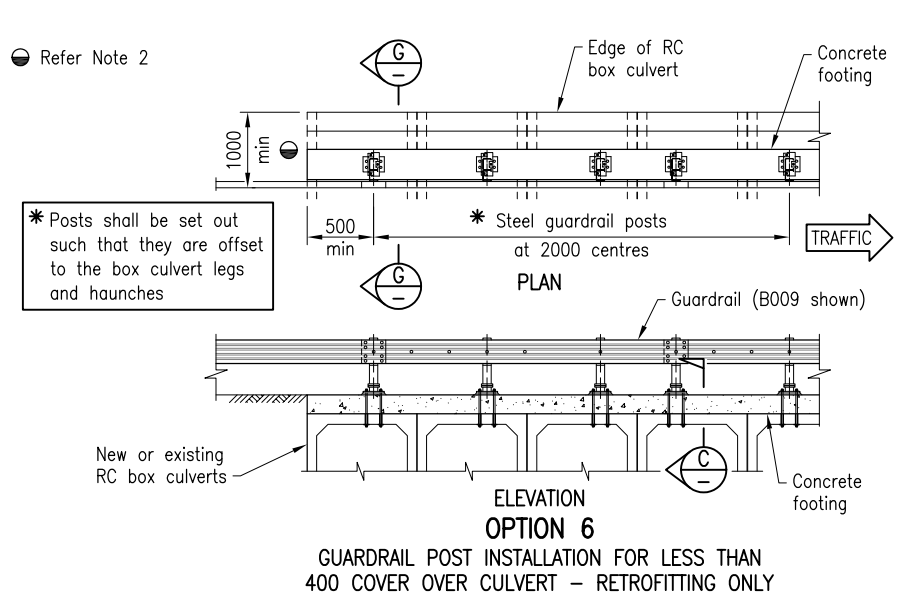 Refer Note 2
G
–
Edge of RC
box culvert
Concrete
footing
1000
min
* Posts shall be set out
such that they are offset
to the box culvert legs
and haunches
500
min
* Steel guardrail posts
at 2000 centres
TRAFFIC
G
–
PLAN
Guardrail (B009 shown)
New or existing
RC box culverts
C
–
Concrete
footing
ELEVATION
OPTION 6
GUARDRAIL POST INSTALLATION FOR LESS THAN
400 COVER OVER CULVERT – RETROFITTING ONLY